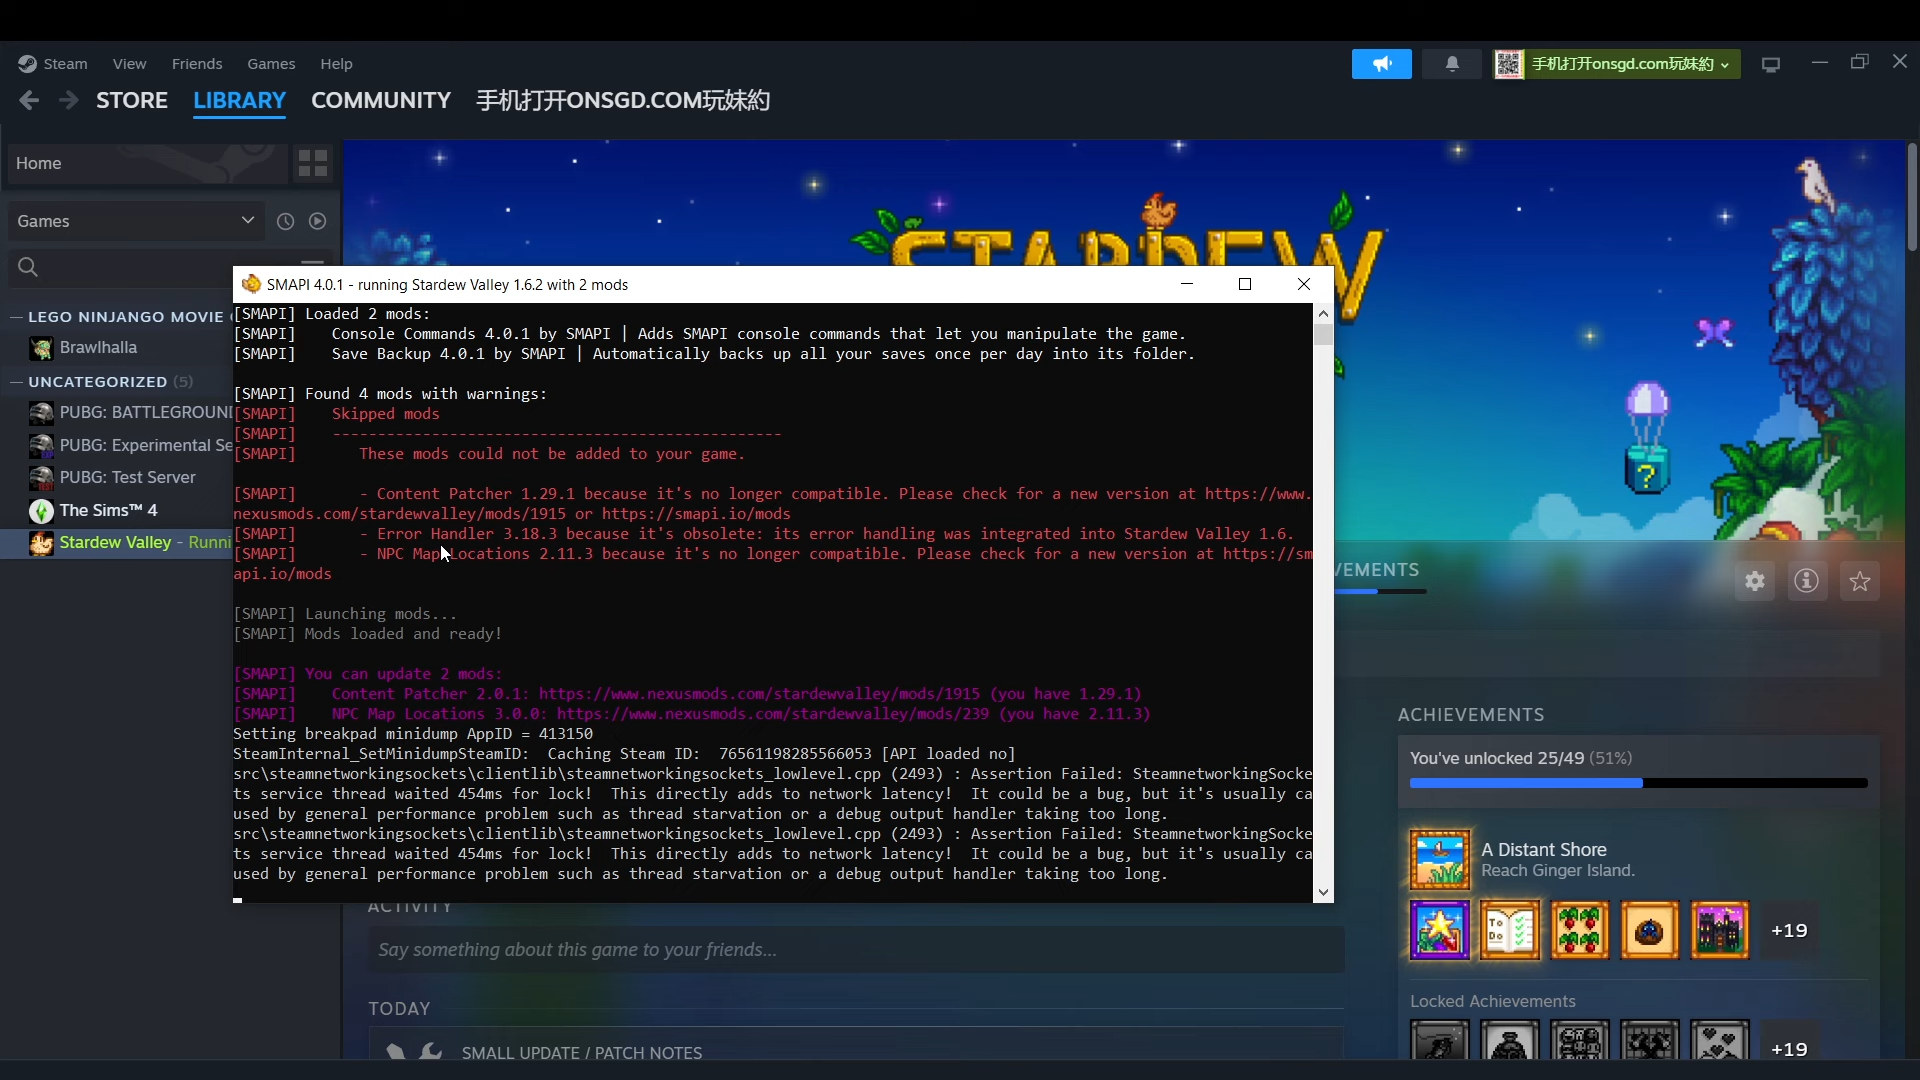 Steam View Friends Games Help
手机打开onsgd.com玩妹約
STORE LIBRARY COMMUNITY 手机打开ONSGD.COM玩妹約
Home
Games
STARDEW
SMAPI 4.0.1 - running Stardew Valley 1.6.2 with 2 mods
LEGO NINJANGO MOVIE
Brawlhalla
UNCATEGORIZED (5)
PUBG: BATTLEGROUN
PUBG: Experimental Se
PUBG: Test Server
The Sims™ 4
Stardew Valley - Runni
[SMAPI] Loaded 2 mods:
[SMAPI] Console Commands 4.0.1 by SMAPI | Adds SMAPI console commands that let you manipulate the game.
[SMAPI] Save Backup 4.0.1 by SMAPI | Automatically backs up all your saves once per day into its folder.
[SMAPI] Found 4 mods with warnings:
[SMAPI] Skipped mods
[SMAPI] --------------------------------------------------
[SMAPI] These mods could not be added to your game.
[SMAPI] - Content Patcher 1.29.1 because it's no longer compatible. Please check for a new version at https://www.
nexusmods.com/stardewvalley/mods/1915 or https://smapi.io/mods
[SMAPI] - Error Handler 3.18.3 because it's obsolete: its error handling was integrated into Stardew Valley 1.6.
[SMAPI] - NPC Map Locations 2.11.3 because it's no longer compatible. Please check for a new version at https://sm
api.io/mods
[SMAPI] Launching mods...
[SMAPI] Mods loaded and ready!
[SMAPI] You can update 2 mods:
[SMAPI] Content Patcher 2.0.1: https://www.nexusmods.com/stardewvalley/mods/1915 (you have 1.29.1)
[SMAPI] NPC Map Locations 3.0.0: https://www.nexusmods.com/stardewvalley/mods/239 (you have 2.11.3)
Setting breakpad minidump AppID = 413150
SteamInternal_SetMinidumpSteamID: Caching Steam ID: 76561198285566053 [API loaded no]
src\steamnetworkingsockets\clientlib\steamnetworkingsockets_lowlevel.cpp (2493) : Assertion Failed: SteamnetworkingSocke
ts service thread waited 454ms for lock! This directly adds to network latency! It could be a bug, but it's usually ca
used by general performance problem such as thread starvation or a debug output handler taking too long.
src\steamnetworkingsockets\clientlib\steamnetworkingsockets_lowlevel.cpp (2493) : Assertion Failed: SteamnetworkingSocke
ts service thread waited 454ms for lock! This directly adds to network latency! It could be a bug, but it's usually ca
used by general performance problem such as thread starvation or a debug output handler taking too long.
VEMENTS
ACHIEVEMENTS
You've unlocked 25/49 (51%)
A Distant Shore
Reach Ginger Island.
To
Do
+19
Locked Achievements
+19
ACTIVITY
Say something about this game to your friends...
TODAY
SMALL UPDATE / PATCH NOTES